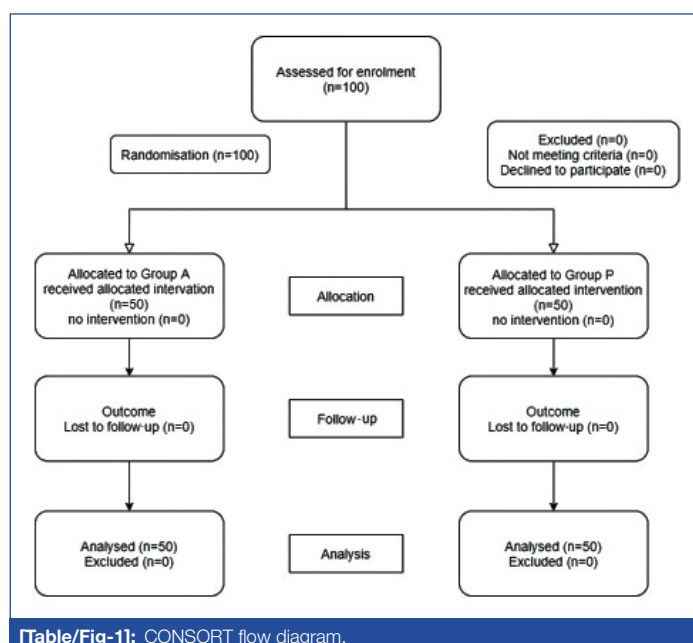 Assessed for enrolment
(n=100)
Randomisation (n=100)
Excluded (n=0)
Not meeting criteria (n=0)
Declined to participate (n=0)
Allocated to Group A
received allocated intervation
(n=50)
no intervention (n=0)
Allocation
Allocated to Group P
received allocated intervention
(n=50)
no intervention (n=0)
Outcome
Lost to follow-up (n=0)
Follow-up
Outcome
Lost to follow-up (n=0)
Analysed (n=50)
Excluded (n=0)
Analysis
Analysed (n=50)
Excluded (n=0)
[Table/Fig-1]: CONSORT flow diagram.